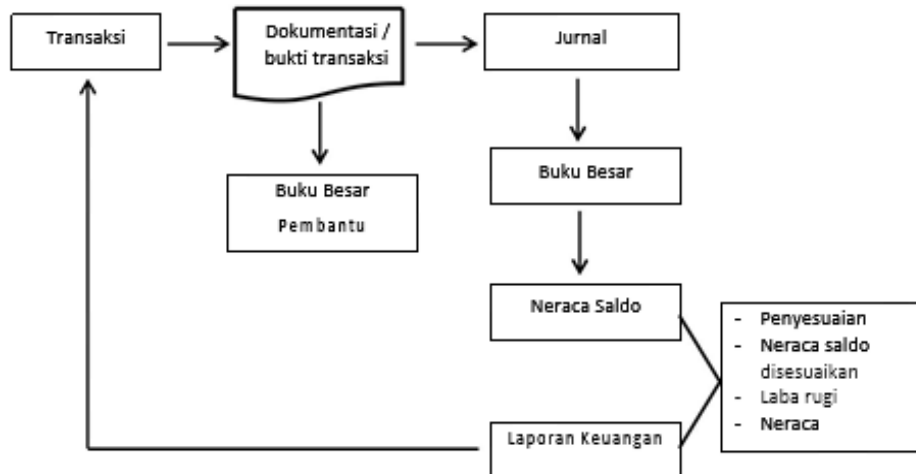 Transaksi
Dokumentasi /
bukti transaksi
Jurnal
Buku Besar
Pembantu
Buku Besar
Neraca Saldo
- Penyesuaian
- Neraca saldo
disesuaikan
- Laba rugi
- Neraca
Laporan Keuangan